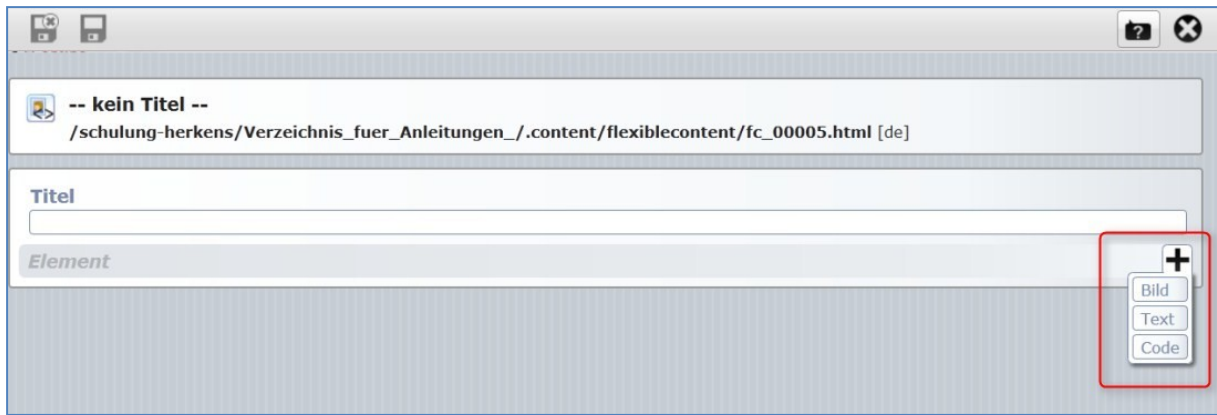 -- kein Titel --
/schulung-herkens/Verzeichnis_fuer_Anleitungen_/.content/flexiblecontent/fc_00005.html [de]
Titel
Element
Bild
Text
Code